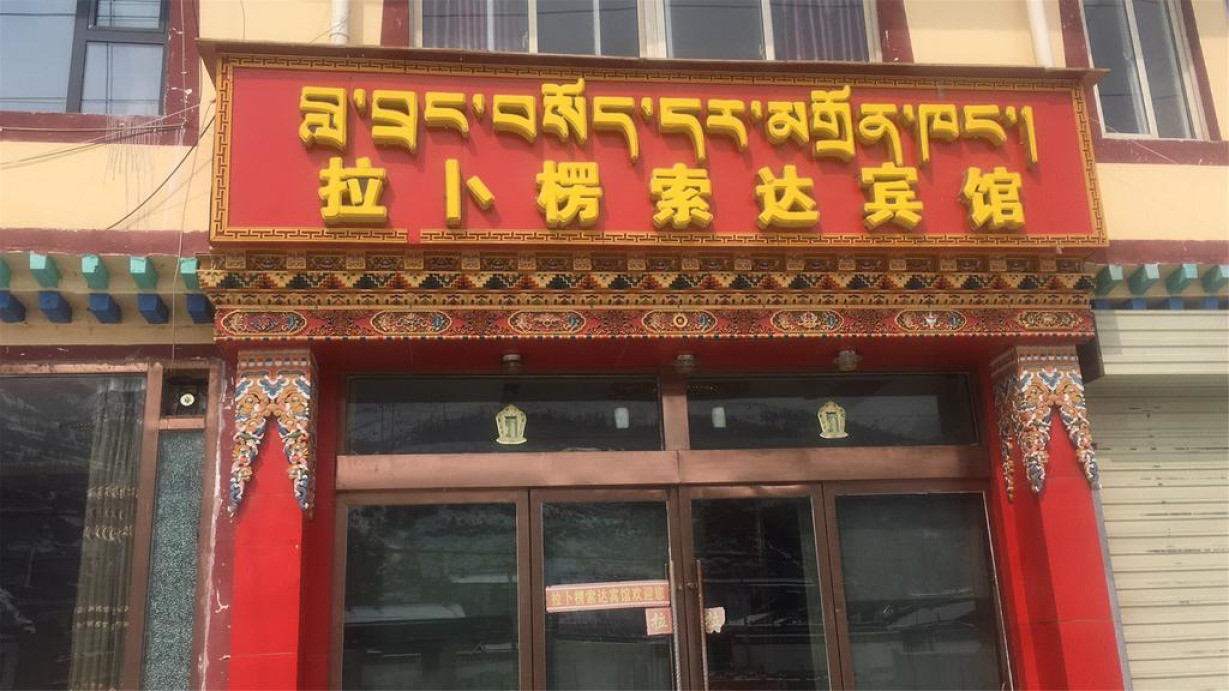 བླ་བྲང་བསོད་དར་མགྲོན་ཁང་།
拉卜楞索达宾馆
拉卜楞索达宾馆欢迎您
拉